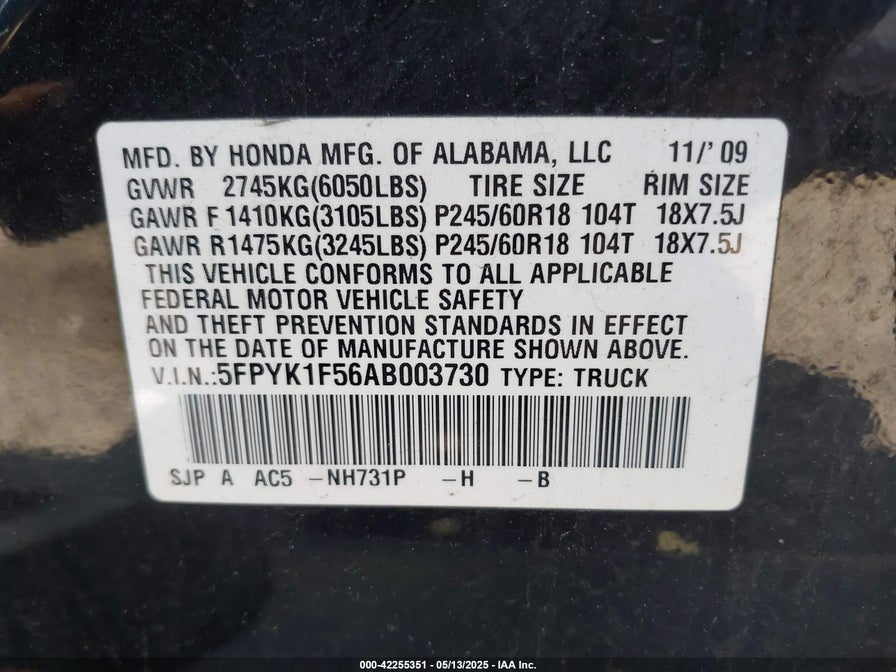 MFD. BY HONDA MFG. OF ALABAMA, LLC 11/'09
GVWR 2745KG(6050LBS) TIRE SIZE RIM SIZE
GAWR F1410KG(3105LBS) P245/60R18 104T 18X7.5J
GAWR R1475KG(3245LBS) P245/60R18 104T 18X7.5J
THIS VEHICLE CONFORMS TO ALL APPLICABLE
FEDERAL MOTOR VEHICLE SAFETY
AND THEFT PREVENTION STANDARDS IN EFFECT
ON THE DATE OF MANUFACTURE SHOWN ABOVE.
V.I.N.:5FPYK1F56AB003730 TYPE: TRUCK
SJP A AC5 -NH731P -H -B
000-42255351 - 05/13/2025 - IAA Inc.